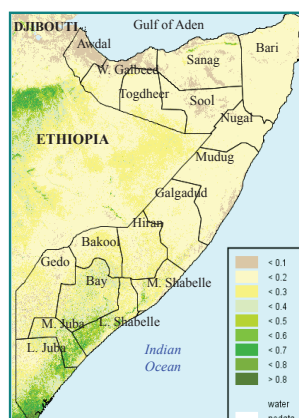 DJIBOUTI
Gulf of Aden
Awdal
W. Galbeed
Sanag
Bari
Togdheer
Sool
Nugal
ETHIOPIA
Mudug
Galgadud
Hiran
Bakool
Gedo
Bay
M. Shabelle
L. Shabelle
M. Juba
L. Juba
Indian
Ocean
< 0.1
< 0.2
< 0.3
< 0.4
< 0.5
< 0.6
< 0.7
< 0.8
> 0.8
water